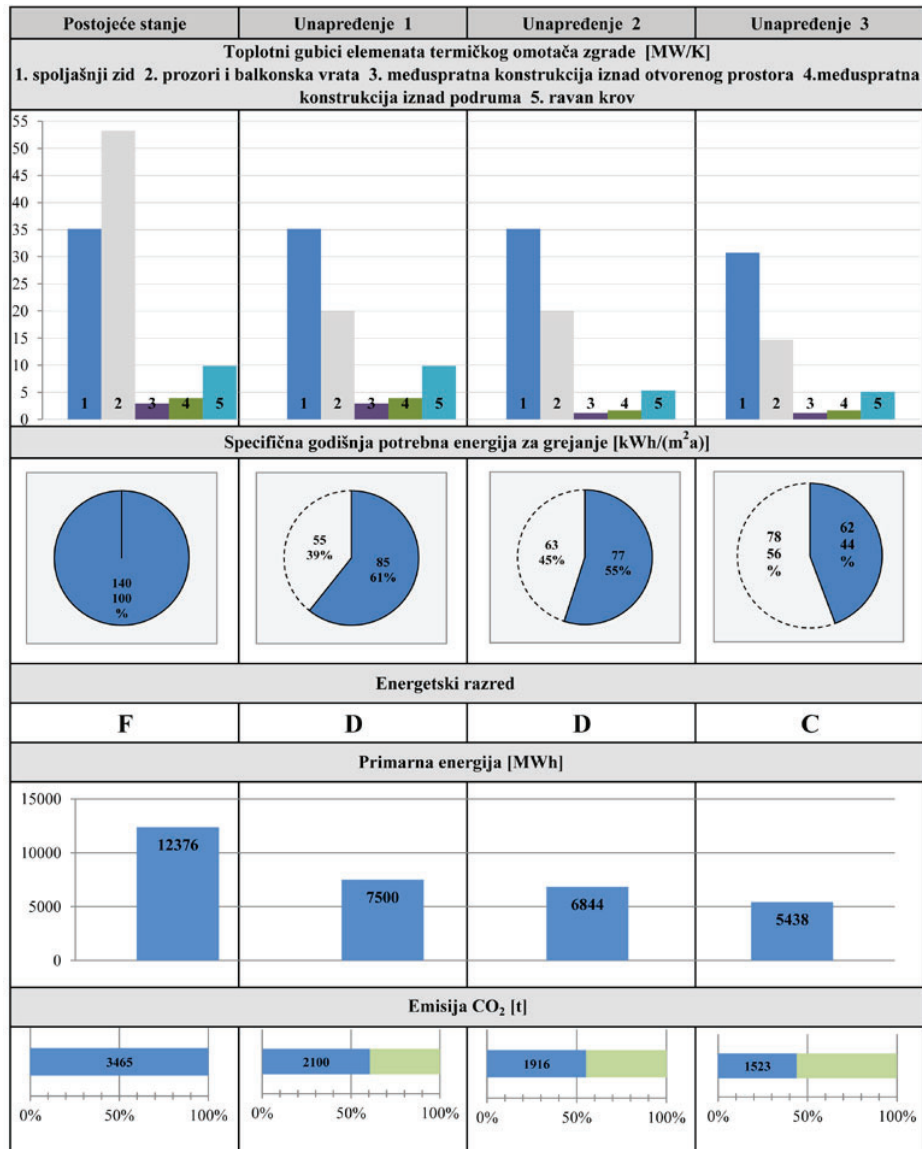 Postojeće stanje Unapređenje 1 Unapređenje 2 Unapređenje 3
Toplotni gubici elemenata termičkog omotača zgrade [MW/K]
1. spoljašnji zid 2. prozori i balkonska vrata 3. međuspratna konstrukcija iznad otvorenog prostora 4.međuspratna
konstrukcija iznad podruma 5. ravan krov
55
50
45
40
35
30
25
20
15
10
5
0
1 2 3 4 5
1 2 3 4 5
1 2 3 4 5
1 2 3 4 5
Specifična godišnja potrebna energija za grejanje [kWh/(m²a)]
140
100
%
55
39%
85
61%
63
45%
77
55%
78
56
%
62
44
%
Energetski razred
F D D C
Primarna energija [MWh]
15000
10000
5000
0
12376
7500
6844
5438
Emisija CO₂ [t]
3465
2100
1916
1523
0% 50% 100%
0% 50% 100%
0% 50% 100%
0% 50% 100%